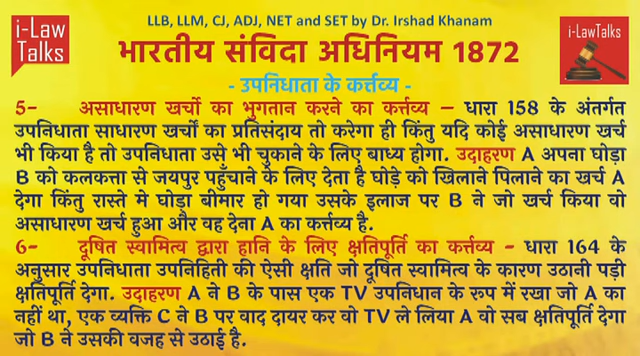 i-Law
Talks
LLB, LLM, CJ, ADJ, NET and SET by Dr. Irshad Khanam
i-LawTalks
भारतीय संविदा अधिनियम 1872
- उपनिधाता के कर्त्तव्य -
5- असाधारण खर्चो का भुगतान करने का कर्त्तव्य – धारा 158 के अंतर्गत
उपनिधाता साधारण खर्चों का प्रतिसंदाय तो करेगा ही किंतु यदि कोई असाधारण खर्च
भी किया है तो उपनिधाता उसे भी चुकाने के लिए बाध्य होगा. उदाहरण A अपना घोड़ा
B को कलकत्ता से जयपुर पहुँचाने के लिए देता है घोड़े को खिलाने पिलाने का खर्च A
देगा किंतु रास्ते मे घोड़ा बीमार हो गया उसके इलाज पर B ने जो खर्च किया वो
असाधारण खर्च हुआ और वह देना A का कर्त्तव्य है.
6- दूषित स्वामित्व द्वारा हानि के लिए क्षतिपूर्ति का कर्त्तव्य - धारा 164 के
अनुसार उपनिधाता उपनिहिती की ऐसी क्षति जो दूषित स्वामित्व के कारण उठानी पड़ी
क्षतिपूर्ति देगा. उदाहरण A ने B के पास एक TV उपनिधान के रूप में रखा जो A का
नहीं था, एक व्यक्ति C ने B पर वाद दायर कर वो TV ले लिया A वो सब क्षतिपूर्ति देगा
जो B ने उसकी वजह से उठाई है.